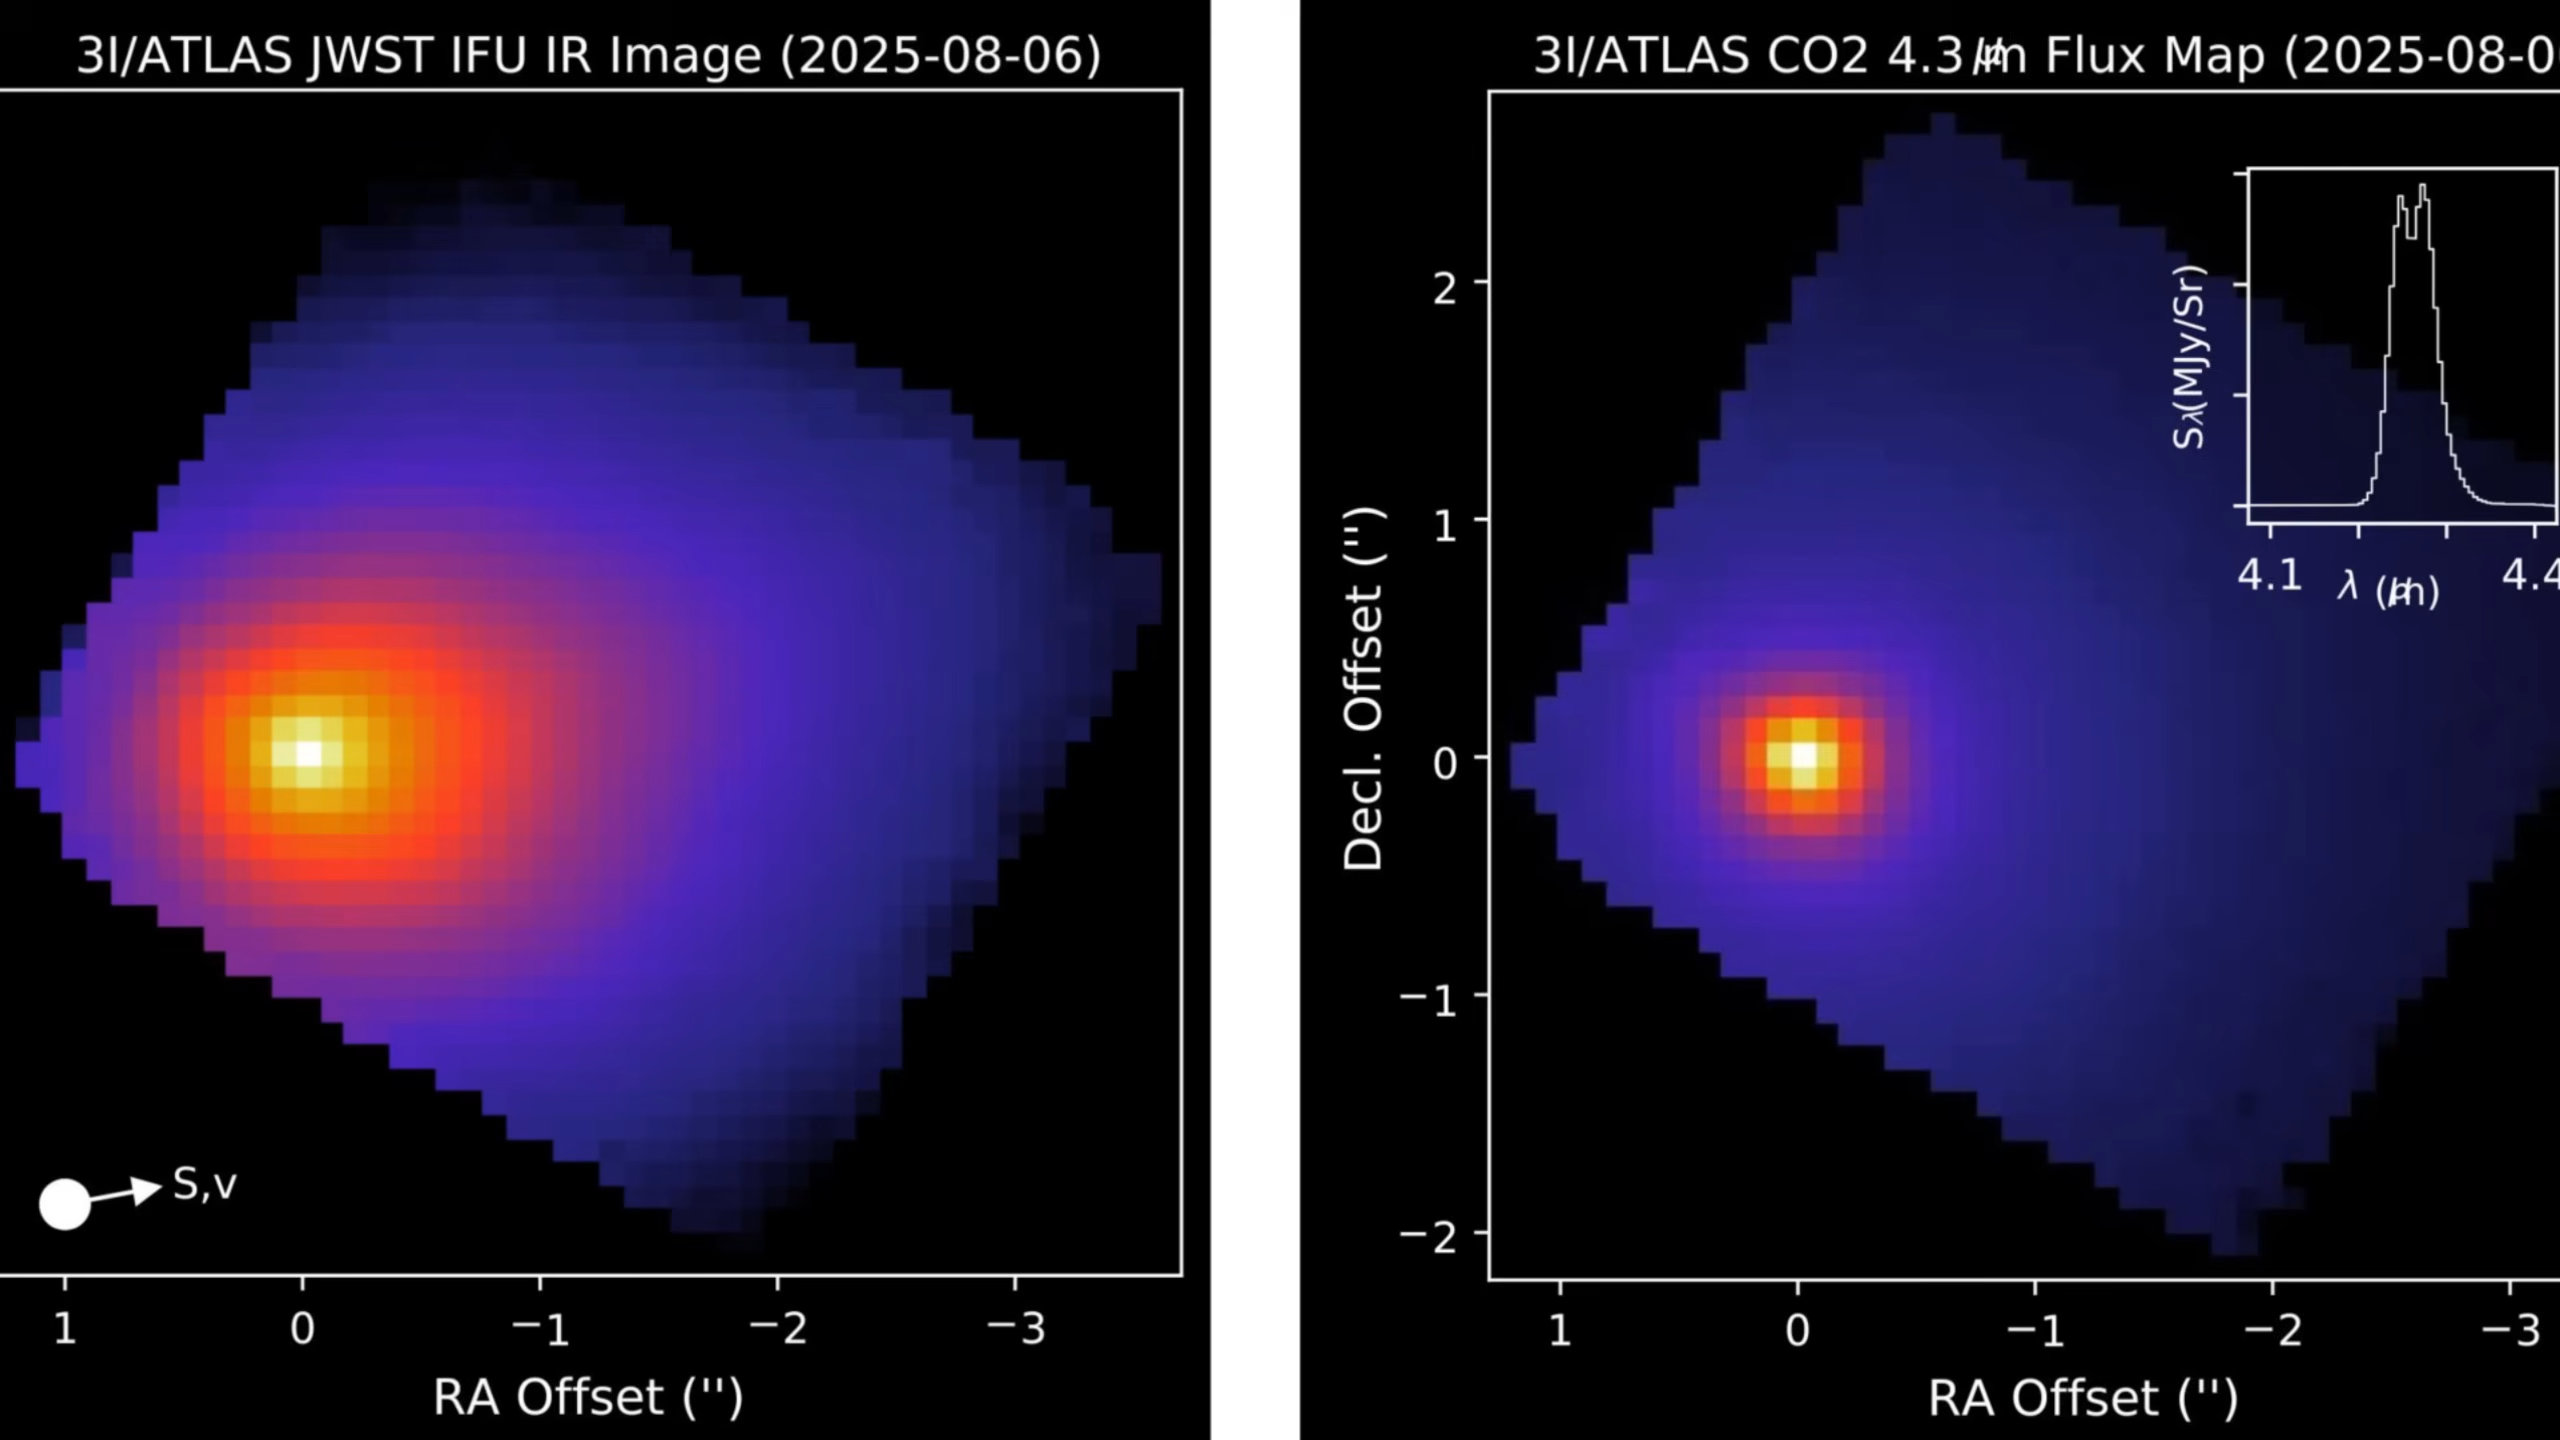 3I/ATLAS JWST IFU IR Image (2025-08-06)
S,v
1 0 −1 −2 −3
RA Offset ('')
3I/ATLAS CO2 4.3 μm Flux Map (2025-08-0
Decl. Offset ('')
2
1
0
−1
−2
Sλ(MJy/Sr)
4.1 λ (μm) 4.4
1 0 −1 −2 −3
RA Offset ('')